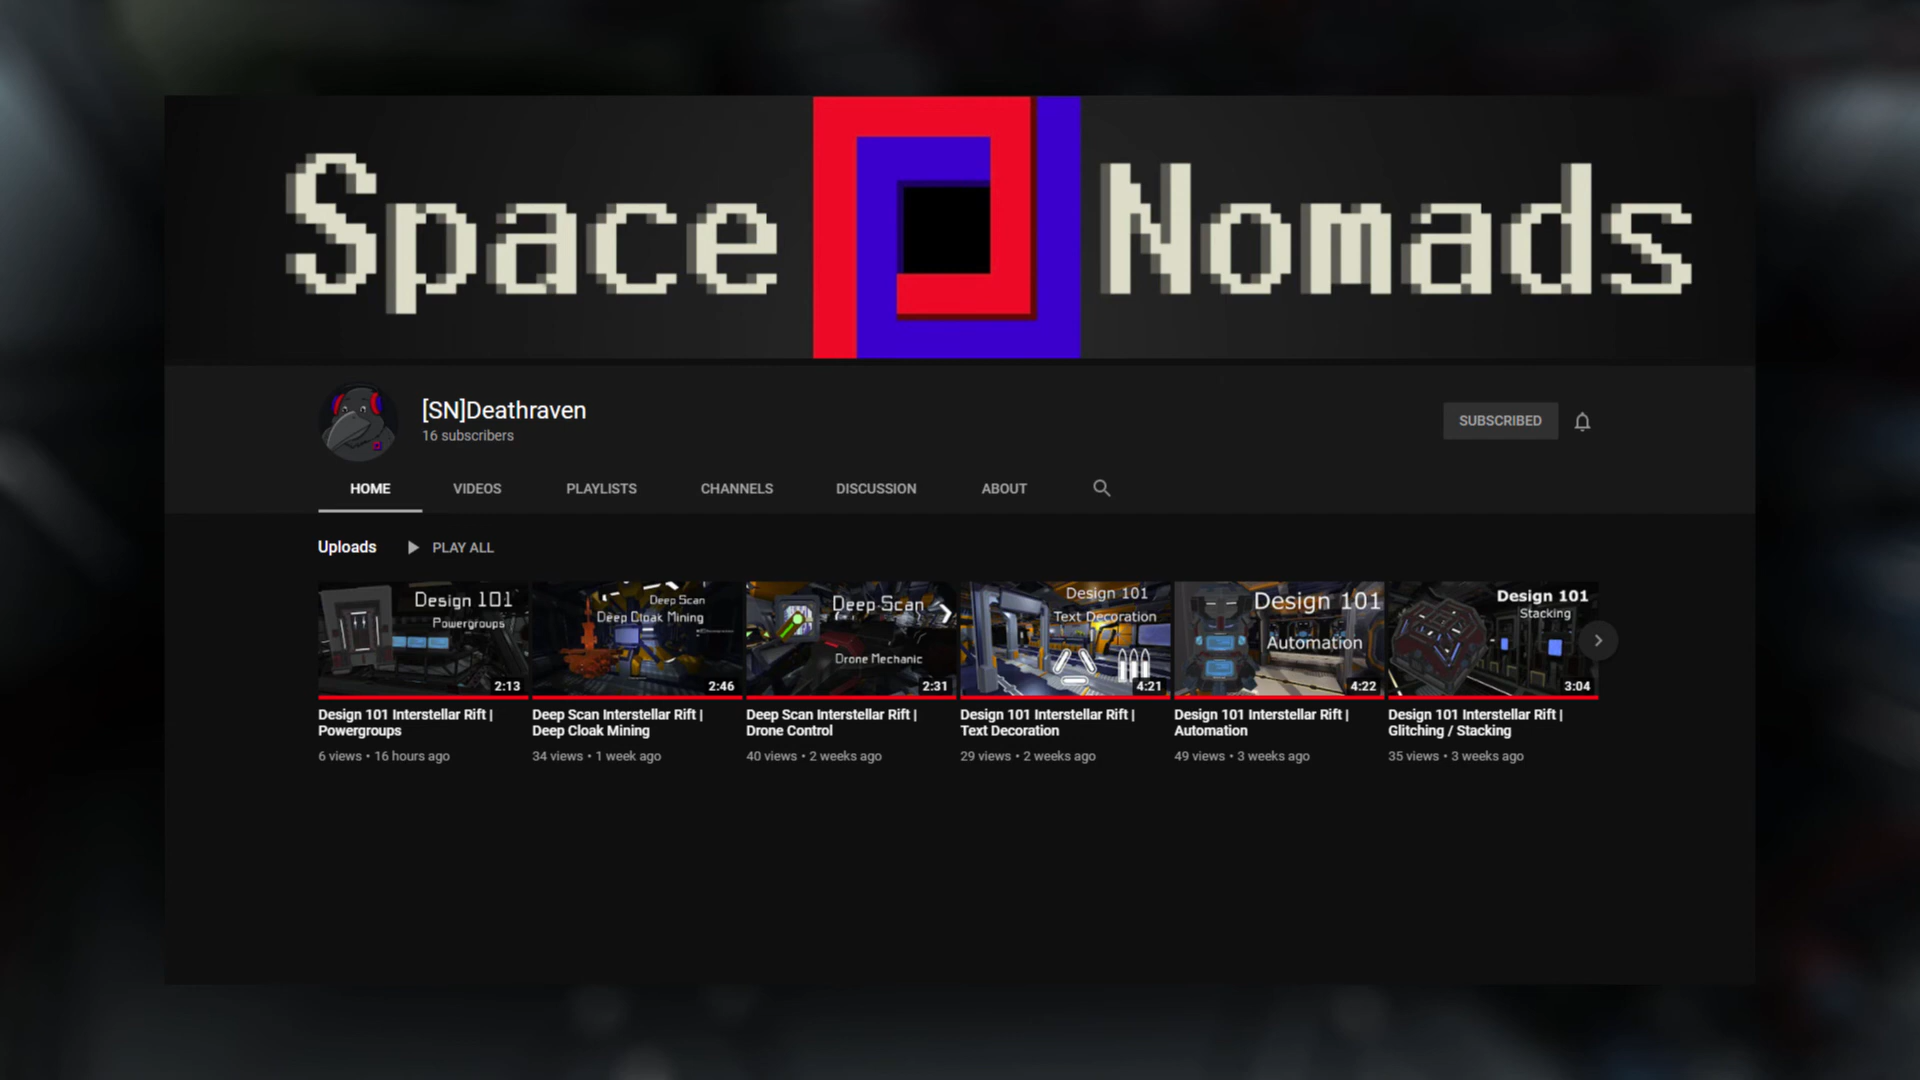 Space Nomads
[SN]Deathraven
16 subscribers
SUBSCRIBED
HOME VIDEOS PLAYLISTS CHANNELS DISCUSSION ABOUT
Uploads PLAY ALL
Design 101
Powergroups
2:13
Deep Scan
Deep Cloak Mining
2:46
Deep Scan
Drone Mechanic
2:31
Design 101
Text Decoration
4:21
Design 101
Automation
4:22
Design 101
Stacking
3:04
Design 101 Interstellar Rift |
Powergroups
6 views • 16 hours ago
Deep Scan Interstellar Rift |
Deep Cloak Mining
34 views • 1 week ago
Deep Scan Interstellar Rift |
Drone Control
40 views • 2 weeks ago
Design 101 Interstellar Rift |
Text Decoration
29 views • 2 weeks ago
Design 101 Interstellar Rift |
Automation
49 views • 3 weeks ago
Design 101 Interstellar Rift |
Glitching / Stacking
35 views • 3 weeks ago